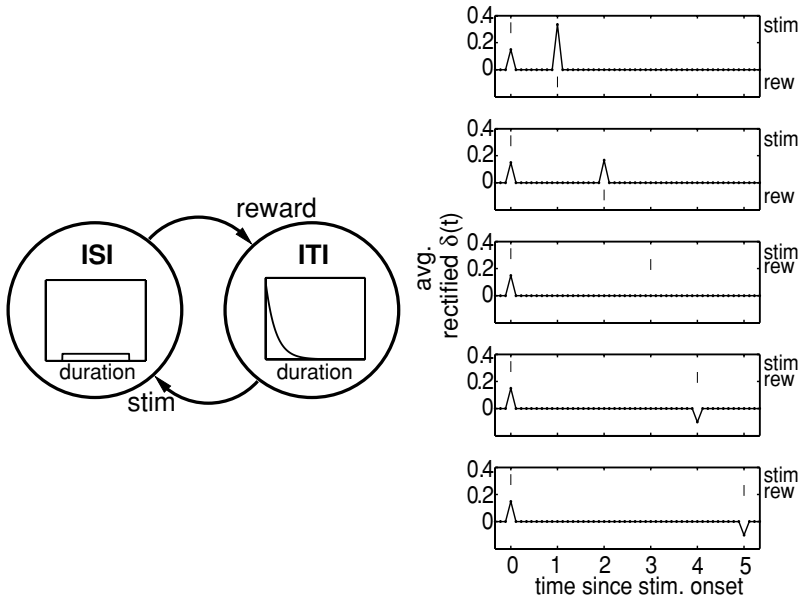 reward
ISI
ITI
duration
duration
stim
avg.
rectified δ(t)
0.4
0.2
0
stim
rew
0.4
0.2
0
stim
rew
0.4
0.2
0
stim
rew
0.4
0.2
0
stim
rew
0.4
0.2
0
stim
rew
0 1 2 3 4 5
time since stim. onset